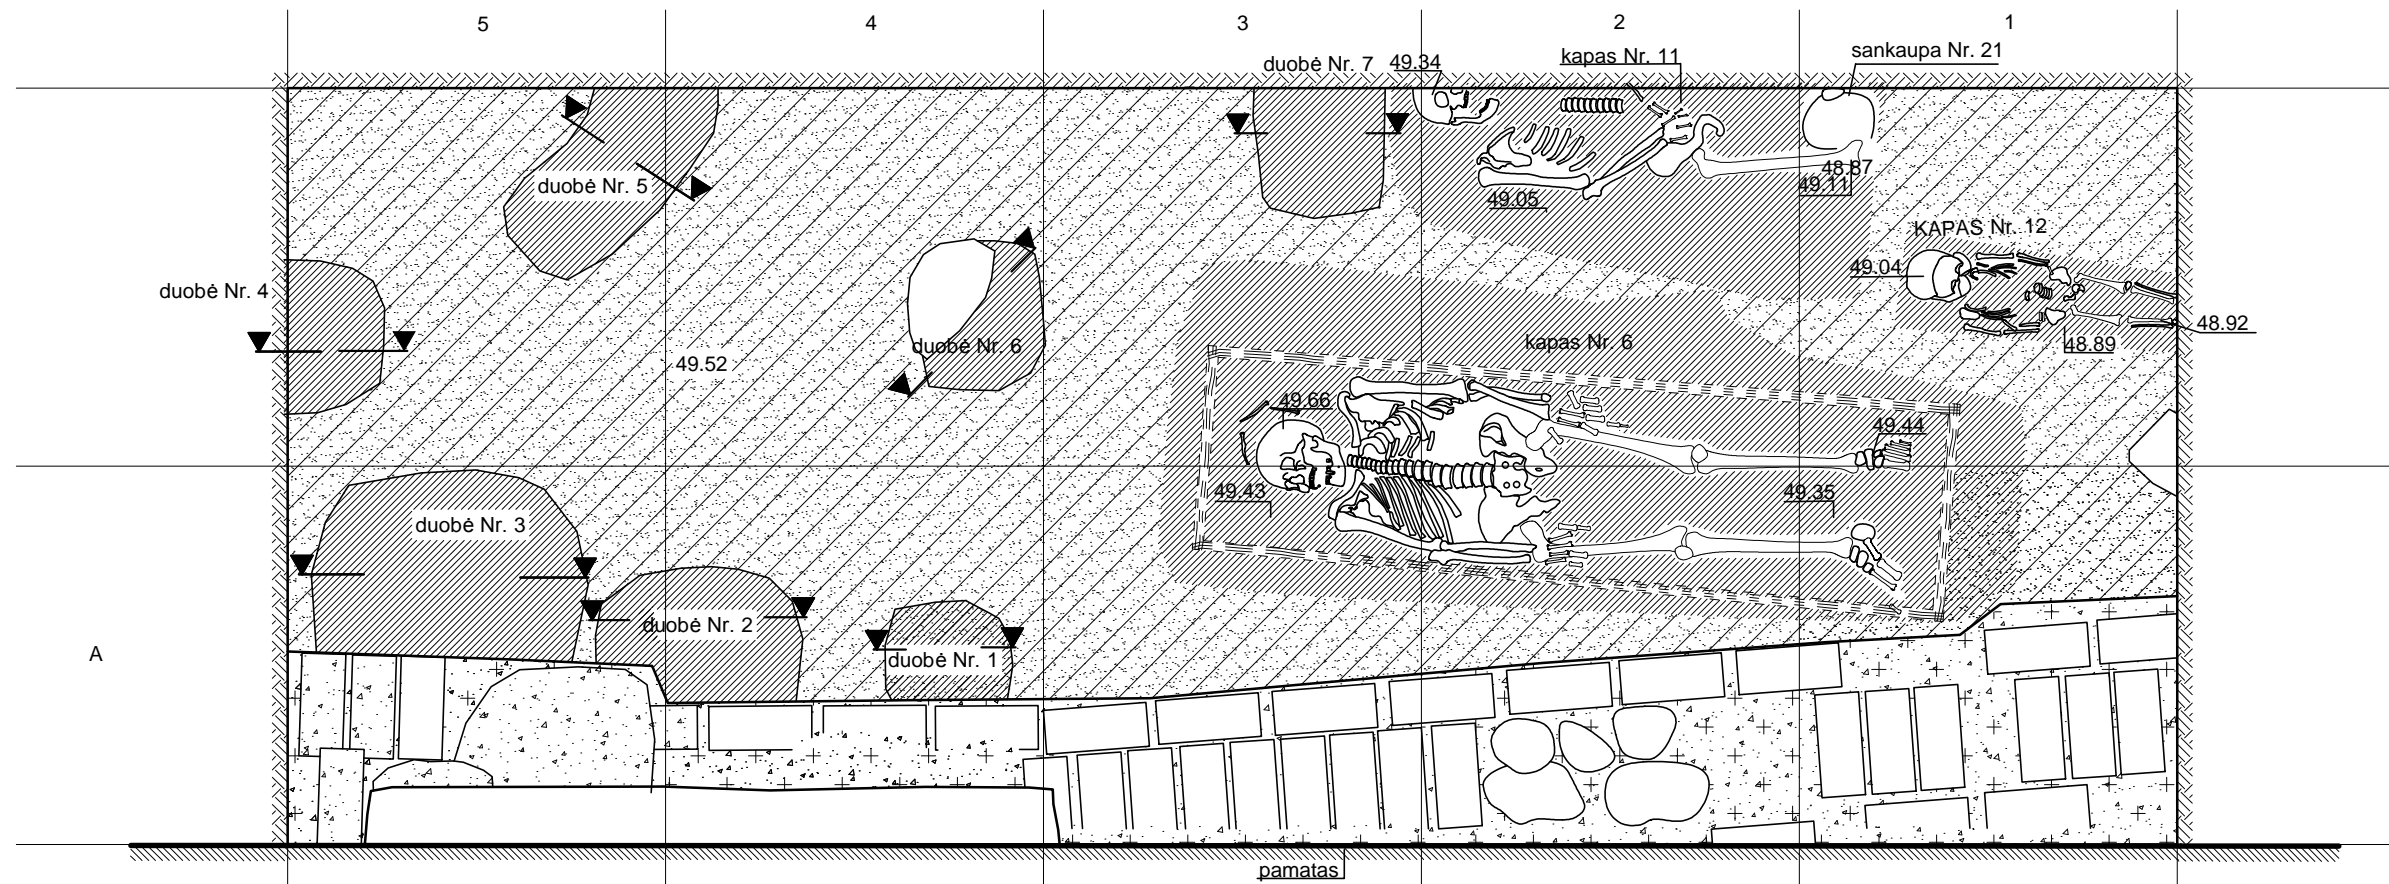 5 4 3 2 1
duobė Nr. 7
49.34
kapas Nr. 11
sankaupa Nr. 21
duobė Nr. 5
48.87
49.11
49.05
KAPAS Nr. 12
49.04
duobė Nr. 4
48.92
duobė Nr. 6
kapas Nr. 6
48.89
49.52
49.66
49.44
49.43
49.35
duobė Nr. 3
duobė Nr. 2
A
duobė Nr. 1
pamatas